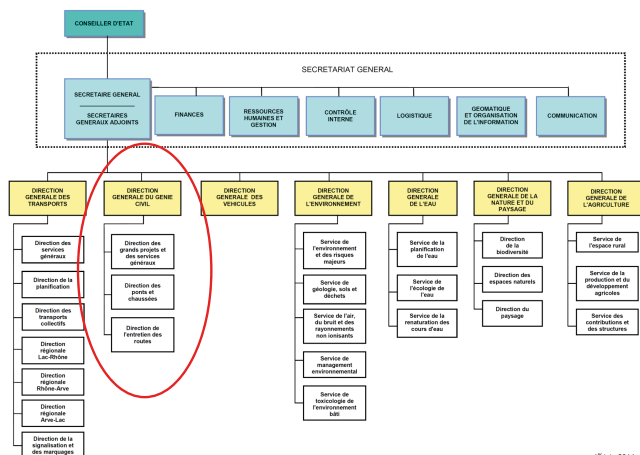 CONSEILLER D'ETAT
SECRETARIAT GENERAL
SECRETAIRE GENERAL
SECRETAIRES
GENERAUX ADJOINTS
FINANCES
RESSOURCES
HUMAINES ET
GESTION
CONTRÔLE
INTERNE
LOGISTIQUE
GEOMATIQUE
ET ORGANISATION
DE L'INFORMATION
COMMUNICATION
DIRECTION
GENERALE DES
TRANSPORTS
DIRECTION
GENERALE DU GENIE
CIVIL
DIRECTION
GENERALE DES
VEHICULES
DIRECTION
GENERALE DE
L'ENVIRONNEMENT
DIRECTION
GENERALE
DE L'EAU
DIRECTION
GENERALE DE LA
NATURE ET DU
PAYSAGE
DIRECTION
GENERALE DE
L'AGRICULTURE
Direction des
services
généraux
Direction de la
planification
Direction des
transports
collectifs
Direction
régionale
Lac-Rhône
Direction
régionale
Rhône-Arve
Direction
régionale
Arve-Lac
Direction de la
signalisation et
des marquages
Direction des
grands projets et
des services
généraux
Direction des
ponts et
chaussées
Direction de
l'entretien des
routes
Service de
l'environnement
et des risques
majeurs
Service de
géologie, sols et
déchets
Service de l'air,
du bruit et des
rayonnements
non ionisants
Service de
management
environnemental
Service de
toxicologie de
l'environnement
bâti
Service de la
planification
de l'eau
Service de
l'écologie de
l'eau
Service de la
renaturation des
cours d'eau
Direction
de la
biodiversité
Direction des
espaces naturels
Direction du
paysage
Service de
l'espace rural
Service de la
production et du
développement
agricoles
Service des
contributions et
des structures